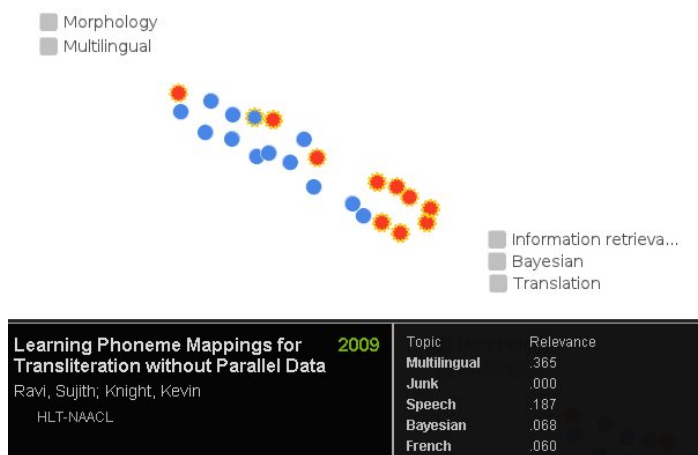 Morphology
Multilingual
Information retrieva...
Bayesian
Translation
Learning Phoneme Mappings for 2009
Transliteration without Parallel Data
Ravi, Sujith; Knight, Kevin
HLT-NAACL
Topic Relevance
Multilingual .365
Junk .000
Speech .187
Bayesian .068
French .060